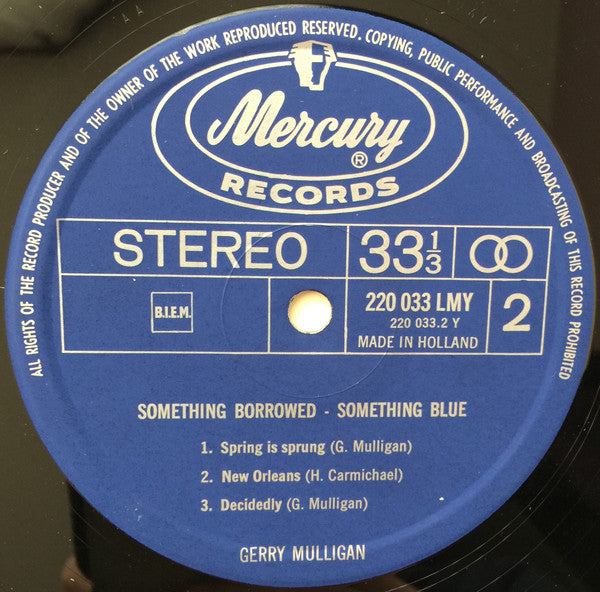 ALL RIGHTS OF THE RECORD PRODUCER AND OF THE OWNER OF THE WORK REPRODUCED RESERVED. COPYING, PUBLIC PERFORMANCE AND BROADCASTING OF THIS RECORD PROHIBITED
Mercury
®
RECORDS
STEREO 33⅓
B.I.E.M.
220 033 LMY
220 033.2 Y
MADE IN HOLLAND
2
SOMETHING BORROWED - SOMETHING BLUE
1. Spring is sprung (G. Mulligan)
2. New Orleans (H. Carmichael)
3. Decidedly (G. Mulligan)
GERRY MULLIGAN